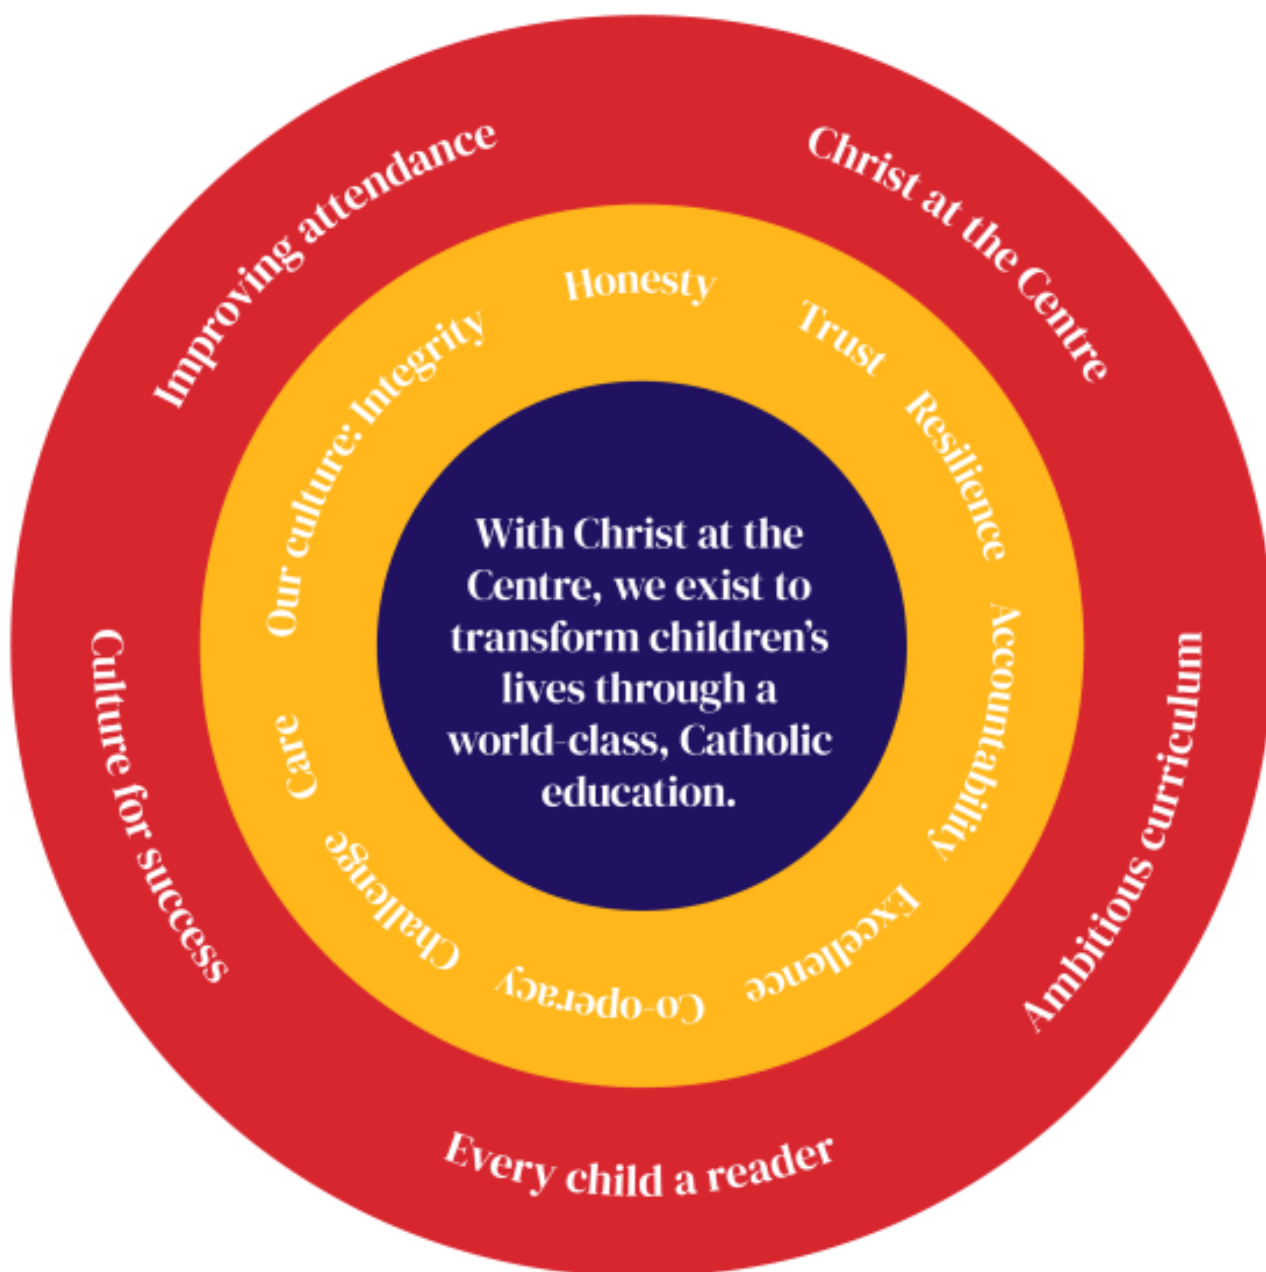 Improving attendance
Christ at the Centre
Ambitious curriculum
Every child a reader
Culture for success
Our culture: Integrity
Honesty
Trust
Resilience
Accountability
Excellence
Co-operacy
Challenge
Care
With Christ at the
Centre, we exist to
transform children’s
lives through a
world-class, Catholic
education.